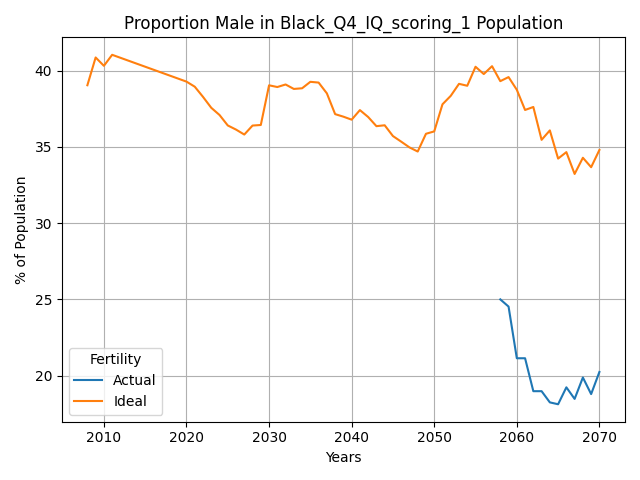 Proportion Male in Black_Q4_IQ_scoring_1 Population
40
35
30
25
20
% of Population
Fertility
Actual
Ideal
2010 2020 2030 2040 2050 2060 2070
Years